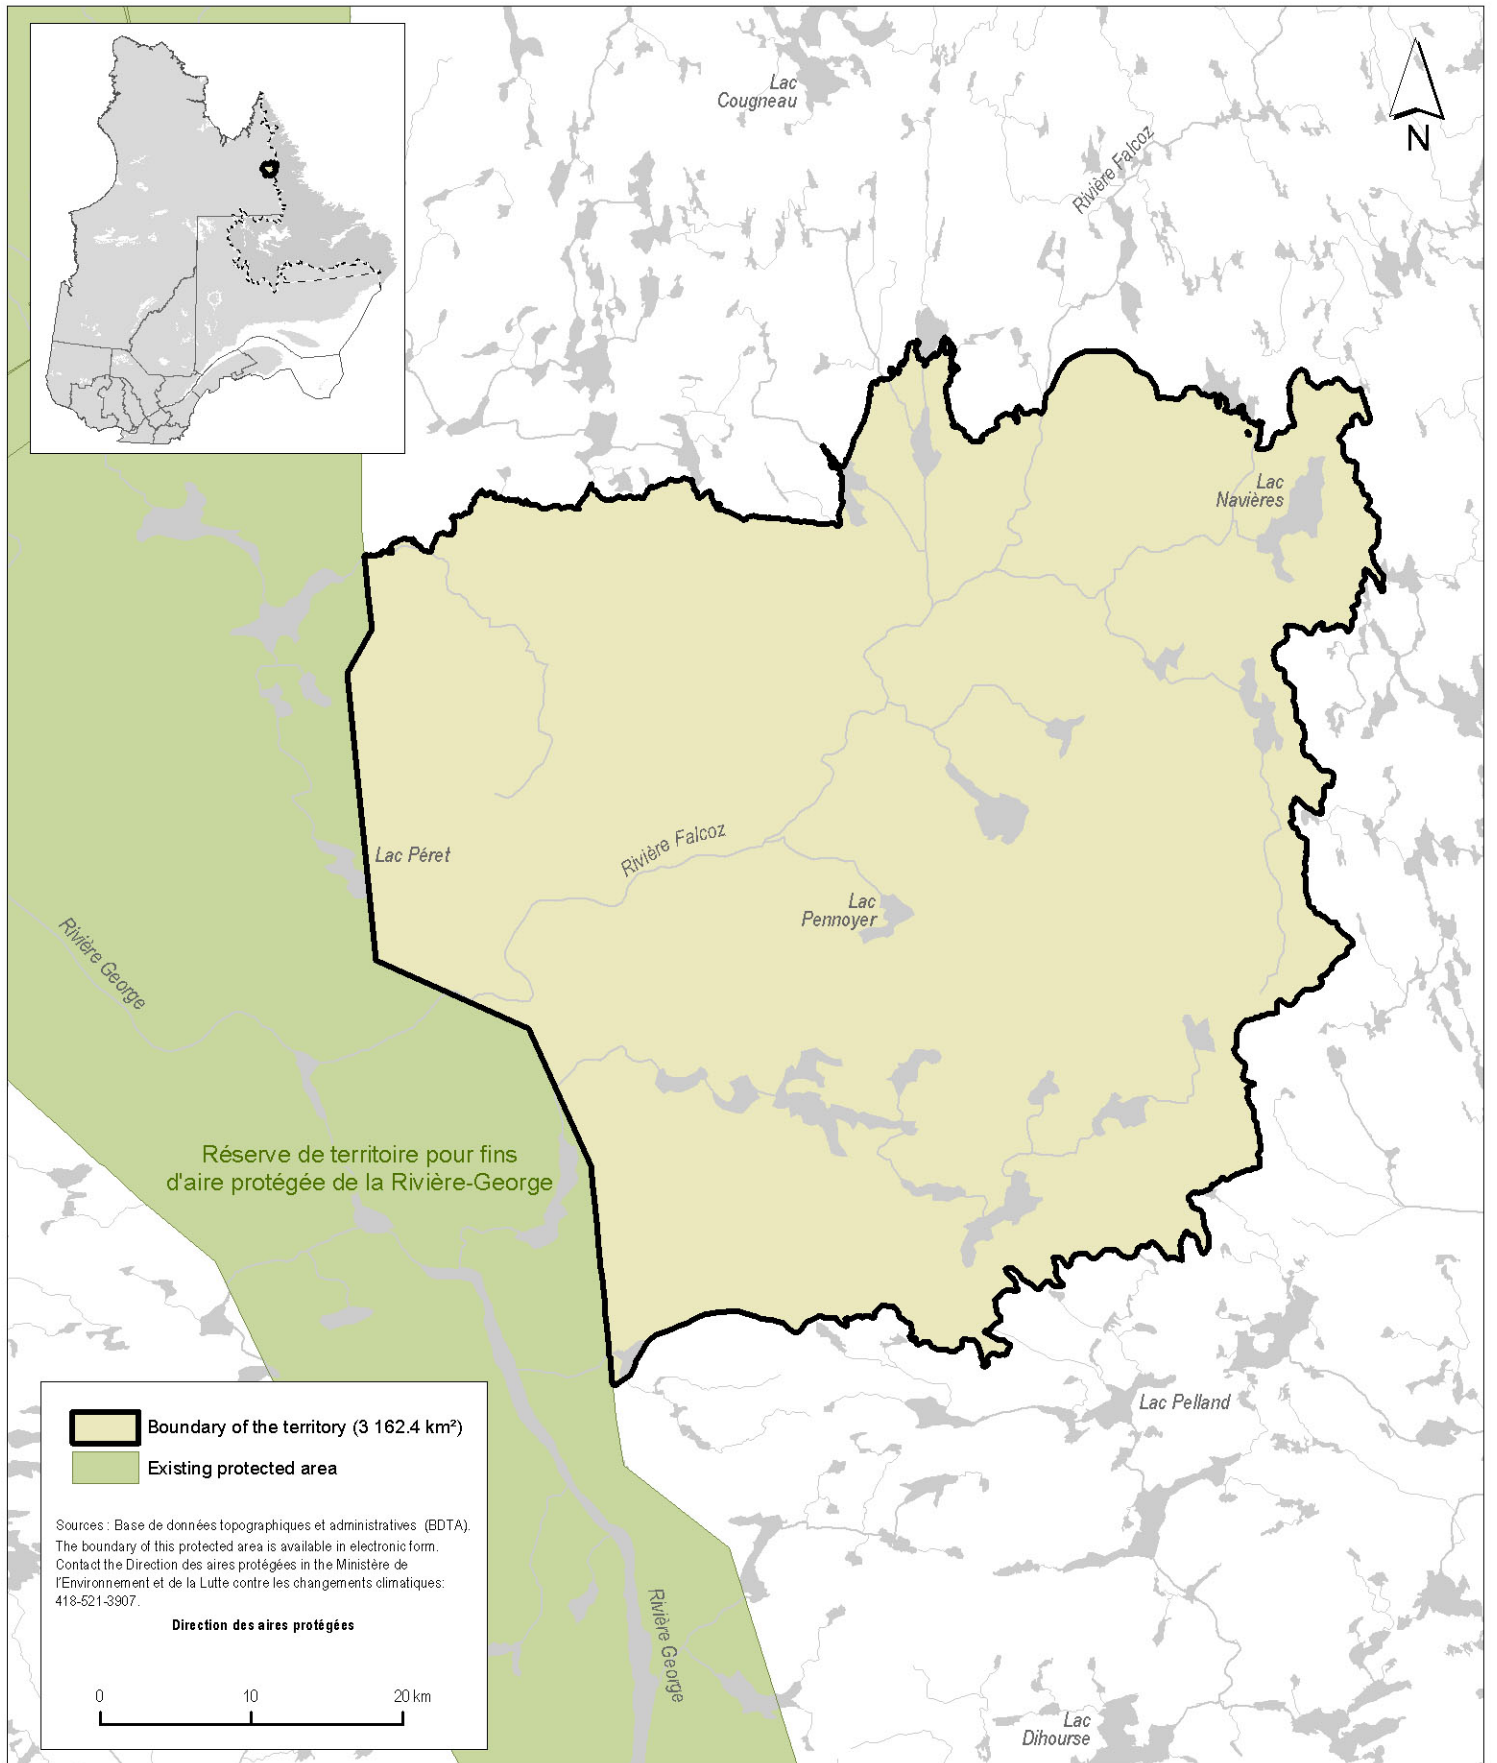 Lac
Cougneau
N
Rivière Falcoz
Lac
Navières
Lac Péret
Rivière Falcoz
Lac
Pennoyer
Rivière George
Réserve de territoire pour fins
d'aire protégée de la Rivière-George
Lac Pelland
Boundary of the territory (3 162.4 km²)
Existing protected area
Sources : Base de données topographiques et administratives (BDTA).
The boundary of this protected area is available in electronic form.
Contact the Direction des aires protégées in the Ministère de
l'Environnement et de la Lutte contre les changements climatiques:
418-521-3907.
Direction des aires protégées
0 10 20 km
Rivière George
Lac
Dihourse